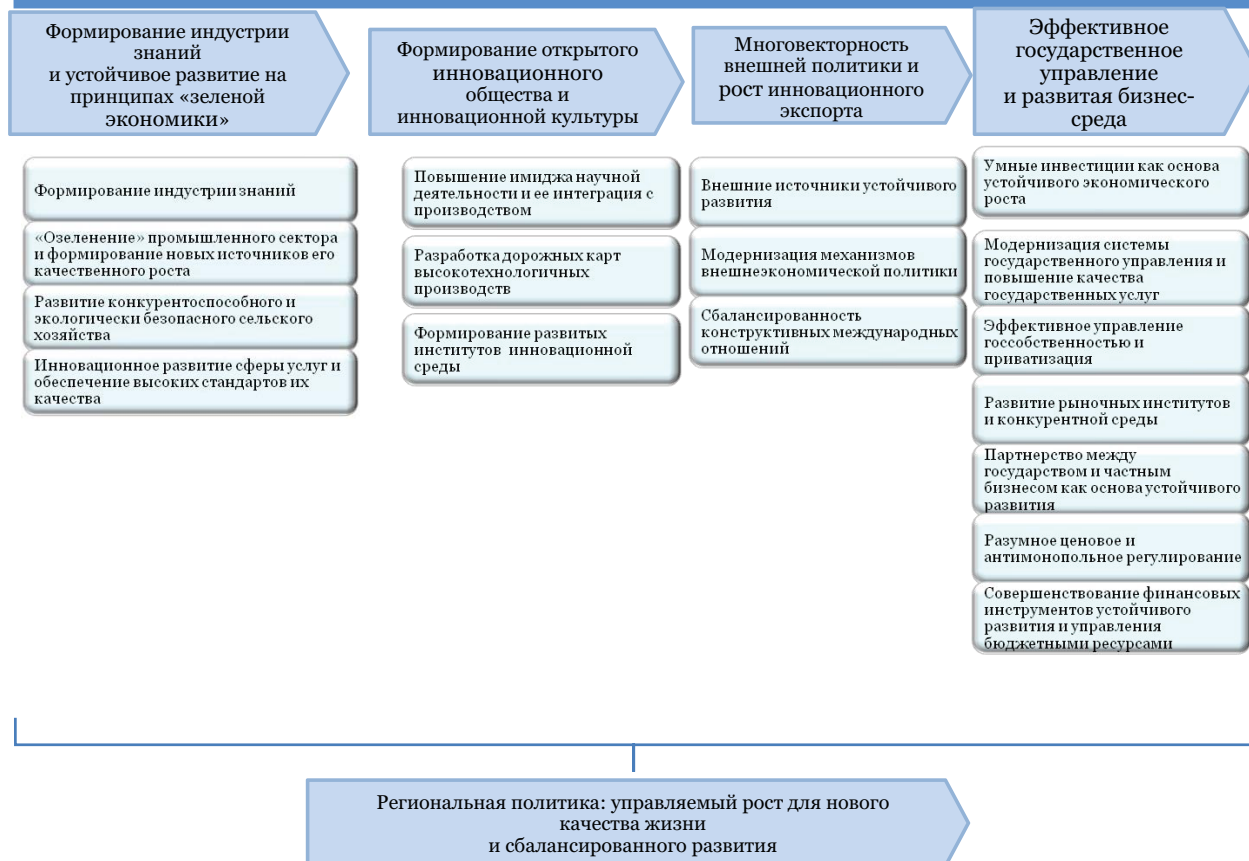 Формирование индустрии
знаний
и устойчивое развитие на
принципах «зеленой
экономики»
Формирование открытого
инновационного
общества и
инновационной культуры
Многовекторность
внешней политики и
рост инновационного
экспорта
Эффективное
государственное
управление
и развитая бизнес-
среда
Формирование индустрии знаний
«Озеленение» промышленного сектора
и формирование новых источников его
качественного роста
Развитие конкурентоспособного и
экологически безопасного сельского
хозяйства
Инновационное развитие сферы услуг и
обеспечение высоких стандартов их
качества
Повышение имиджа научной
деятельности и ее интеграция с
производством
Разработка дорожных карт
высокотехнологичных
производств
Формирование развитых
институтов инновационной
среды
Внешние источники устойчивого
развития
Модернизация механизмов
внешнеэкономической политики
Сбалансированность
конструктивных международных
отношений
Умные инвестиции как основа
устойчивого экономического
роста
Модернизация системы
государственного управления и
повышение качества
государственных услуг
Эффективное управление
госсобственностью и
приватизация
Развитие рыночных институтов
и конкурентной среды
Партнерство между
государством и частным
бизнесом как основа устойчивого
развития
Разумное ценовое и
антимонопольное регулирование
Совершенствование финансовых
инструментов устойчивого
развития и управления
бюджетными ресурсами
Региональная политика: управляемый рост для нового
качества жизни
и сбалансированного развития